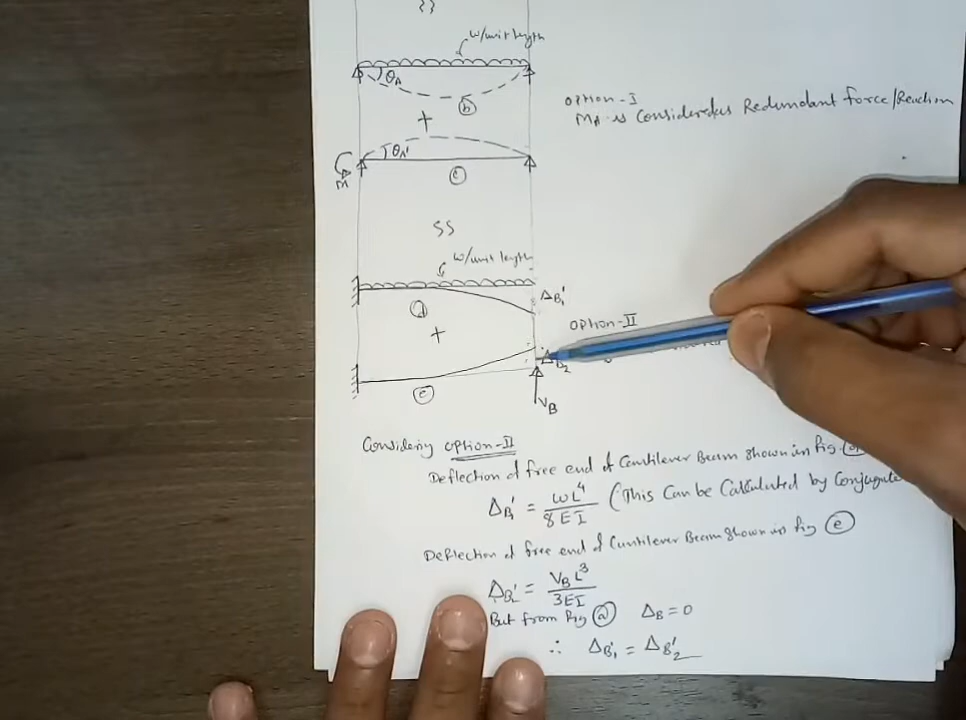 w/unit length
θA
b
+
θA'
M
c
OPtion-I
MA is Considered as Redundant force/Reaction
SS
w/unit length
d
ΔB1'
+
OPtion-II
ΔB2
e
VB
Considering option-II
Deflection of free end of Cantilever Beam shown in fig
ΔB1' = ωL⁴/8EI (This Can be Calculated by Conjugate
Deflection of free end of Cantilever Beam shown in fig e
ΔB2' = VBL³/3EI
But from fig a ΔB = 0
∴ ΔB1' = ΔB2'